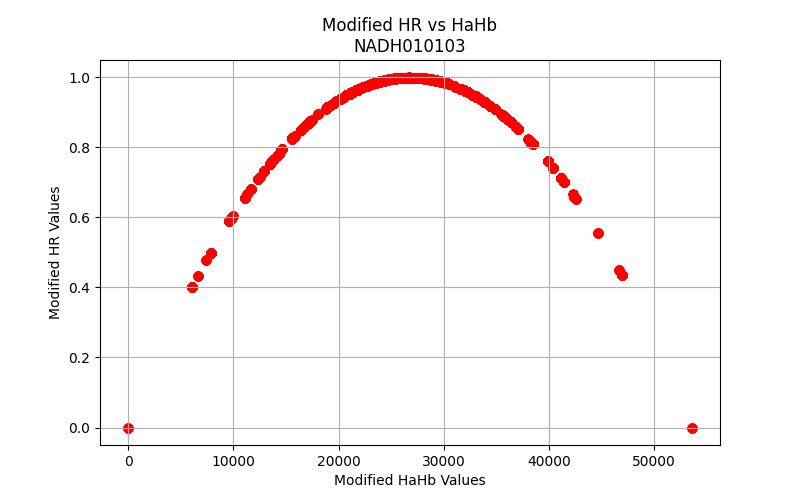 Modified HR vs HaHb
NADH010103
1.0
0.8
0.6
0.4
0.2
0.0
Modified HR Values
0 10000 20000 30000 40000 50000
Modified HaHb Values